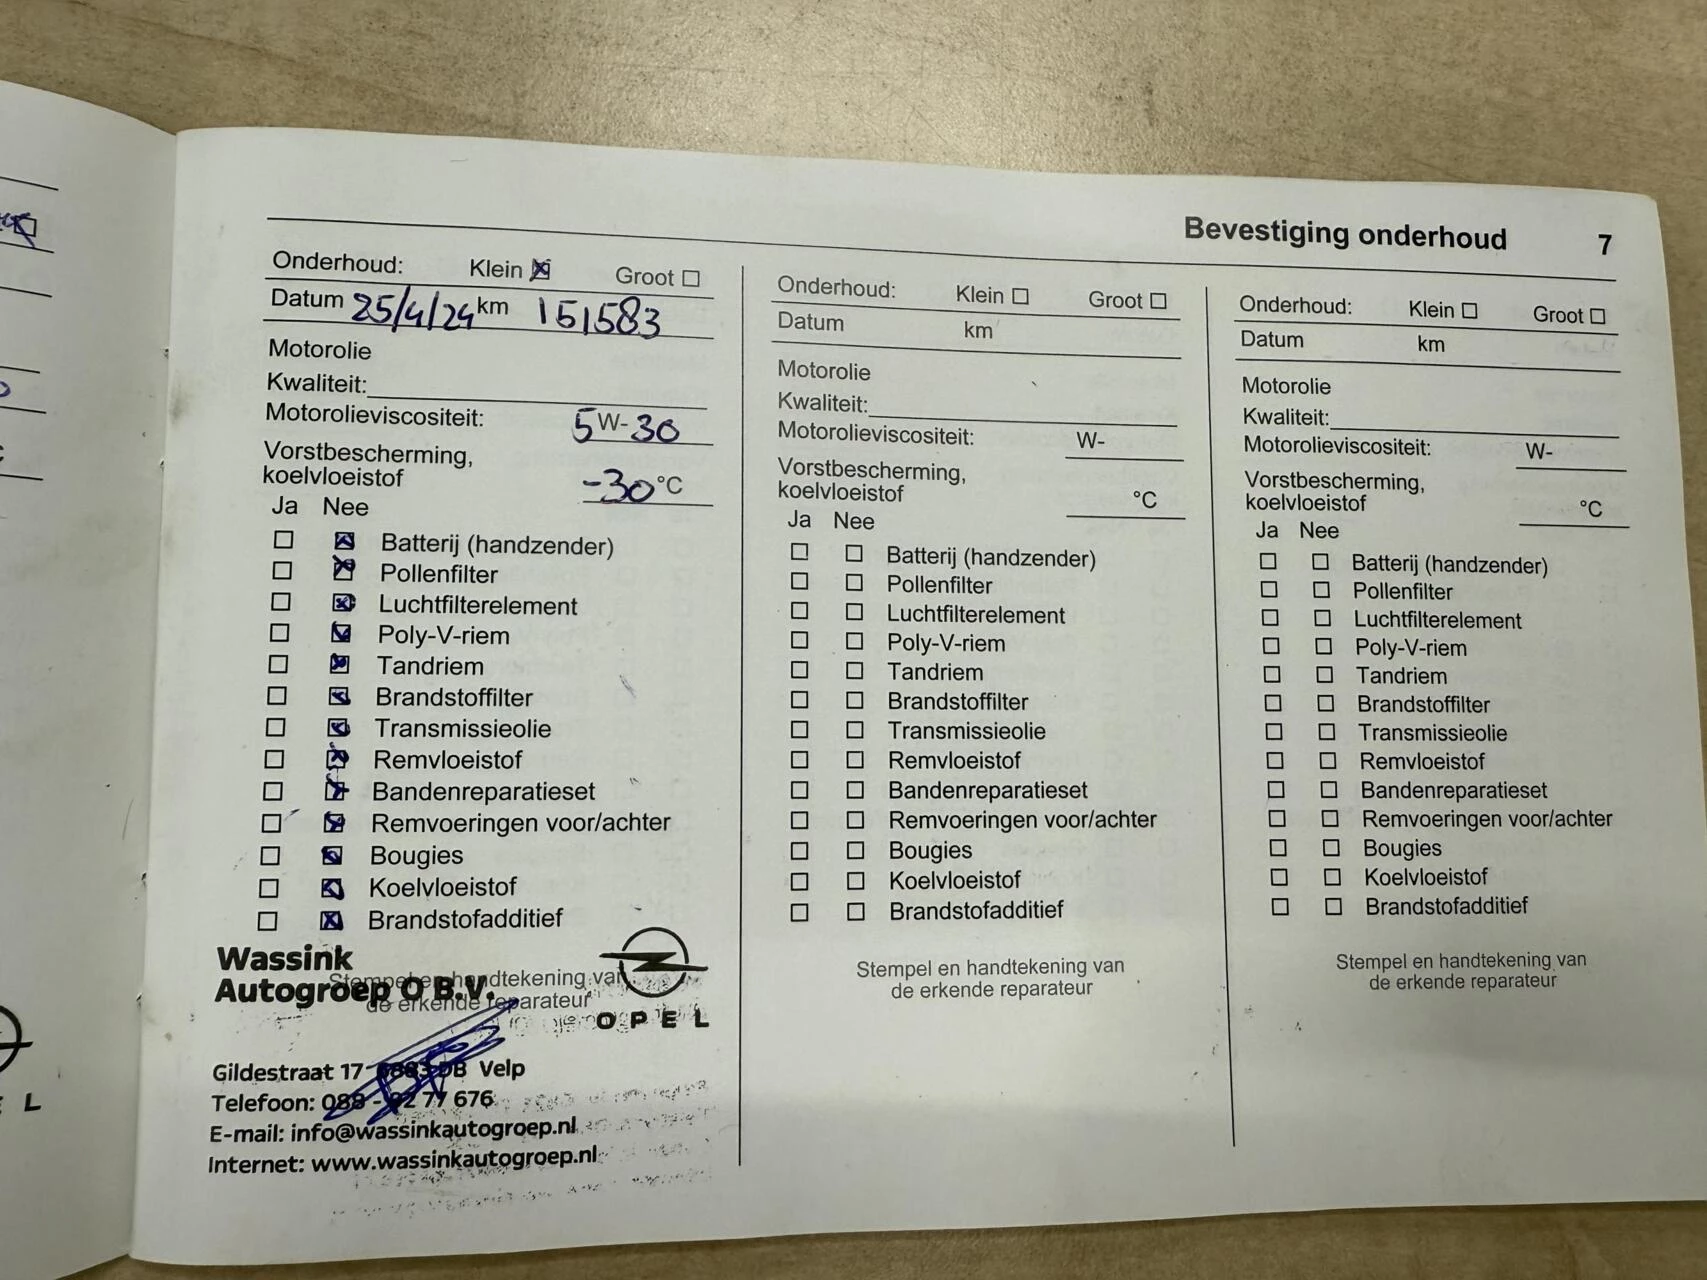 Bevestiging onderhoud 7
Onderhoud: Klein Groot
Datum 25/4/24 km 151583
Motorolie
Kwaliteit:
Motorolieviscositeit: 5W-30
Vorstbescherming,
koelvloeistof -30°C
Ja Nee
Batterij (handzender)
Pollenfilter
Luchtfilterelement
Poly-V-riem
Tandriem
Brandstoffilter
Transmissieolie
Remvloeistof
Bandenreparatieset
Remvoeringen voor/achter
Bougies
Koelvloeistof
Brandstofadditief
Stempel en handtekening van
de erkende reparateur
Wassink
Autogroep O B.V.
OPEL
Gildestraat 17 - 6883 DB Velp
Telefoon: 088 - 02 77 676
E-mail: info@wassinkautogroep.nl
Internet: www.wassinkautogroep.nl
Onderhoud: Klein Groot
Datum km
Motorolie
Kwaliteit:
Motorolieviscositeit: W-
Vorstbescherming,
koelvloeistof °C
Ja Nee
Batterij (handzender)
Pollenfilter
Luchtfilterelement
Poly-V-riem
Tandriem
Brandstoffilter
Transmissieolie
Remvloeistof
Bandenreparatieset
Remvoeringen voor/achter
Bougies
Koelvloeistof
Brandstofadditief
Stempel en handtekening van
de erkende reparateur
Onderhoud: Klein Groot
Datum km
Motorolie
Kwaliteit:
Motorolieviscositeit: W-
Vorstbescherming,
koelvloeistof °C
Ja Nee
Batterij (handzender)
Pollenfilter
Luchtfilterelement
Poly-V-riem
Tandriem
Brandstoffilter
Transmissieolie
Remvloeistof
Bandenreparatieset
Remvoeringen voor/achter
Bougies
Koelvloeistof
Brandstofadditief
Stempel en handtekening van
de erkende reparateur